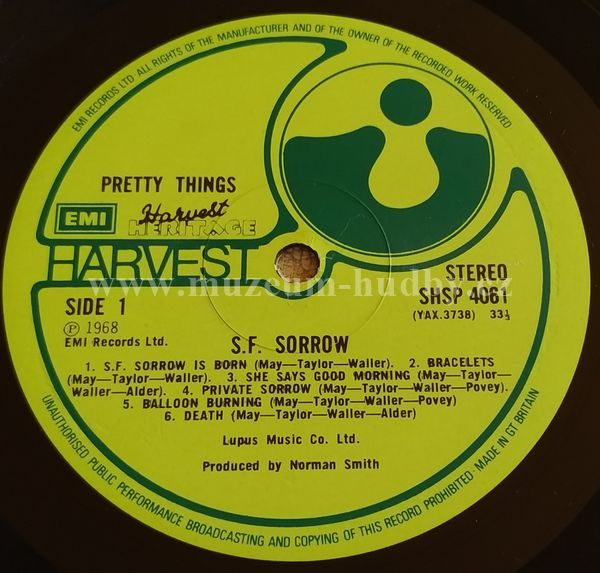 EMI RECORDS LTD ALL RIGHTS OF THE MANUFACTURER AND OF THE OWNER OF THE RECORDED WORK RESERVED
PRETTY THINGS
EMI
Harvest
HERITAGE
HARVEST
www.muzeum-hudby.cz
STEREO
SIDE 1
SHSP 4061
(YAX.3738) 33⅓
Ⓟ 1968
EMI Records Ltd.
S.F. SORROW
1. S.F. SORROW IS BORN (May—Taylor—Waller). 2. BRACELETS
(May—Taylor—Waller). 3. SHE SAYS GOOD MORNING (May—Taylor—
Waller—Alder). 4. PRIVATE SORROW (May—Taylor—Waller—Povey).
5. BALLOON BURNING (May—Taylor—Waller—Povey)
6. DEATH (May—Taylor—Waller—Alder)
Lupus Music Co. Ltd.
Produced by Norman Smith
UNAUTHORISED PUBLIC PERFORMANCE BROADCASTING AND COPYING OF THIS RECORD PROHIBITED · MADE IN GT BRITAIN